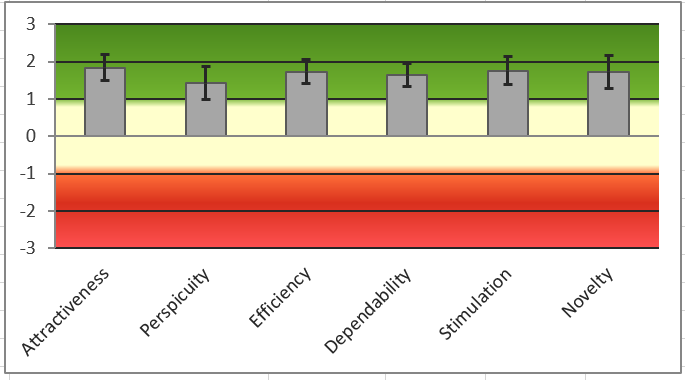 3
2
1
0
-1
-2
-3
Attractiveness
Perspicuity
Efficiency
Dependability
Stimulation
Novelty